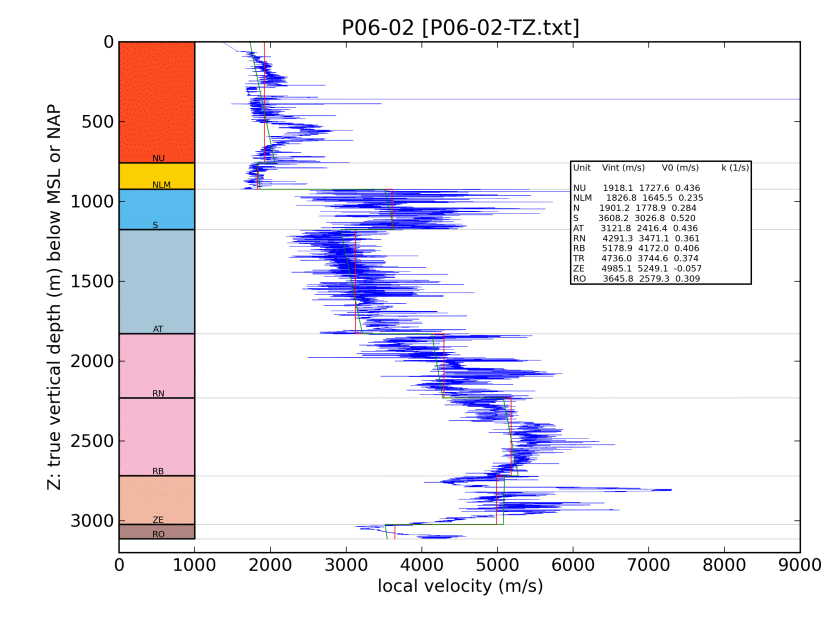 P06-02 [P06-02-TZ.txt]
Z: true vertical depth (m) below MSL or NAP
0
500
1000
1500
2000
2500
3000
NU
NLM
S
AT
RN
RB
ZE
RO
Unit Vint (m/s) V0 (m/s) k (1/s)
NU 1918.1 1727.6 0.436
NLM 1826.8 1645.5 0.235
N 1901.2 1778.9 0.284
S 3608.2 3026.8 0.520
AT 3121.8 2416.4 0.436
RN 4291.3 3471.1 0.361
RB 5178.9 4172.0 0.406
TR 4736.0 3744.6 0.374
ZE 4985.1 5249.1 -0.057
RO 3645.8 2579.3 0.309
0 1000 2000 3000 4000 5000 6000 7000 8000 9000
local velocity (m/s)